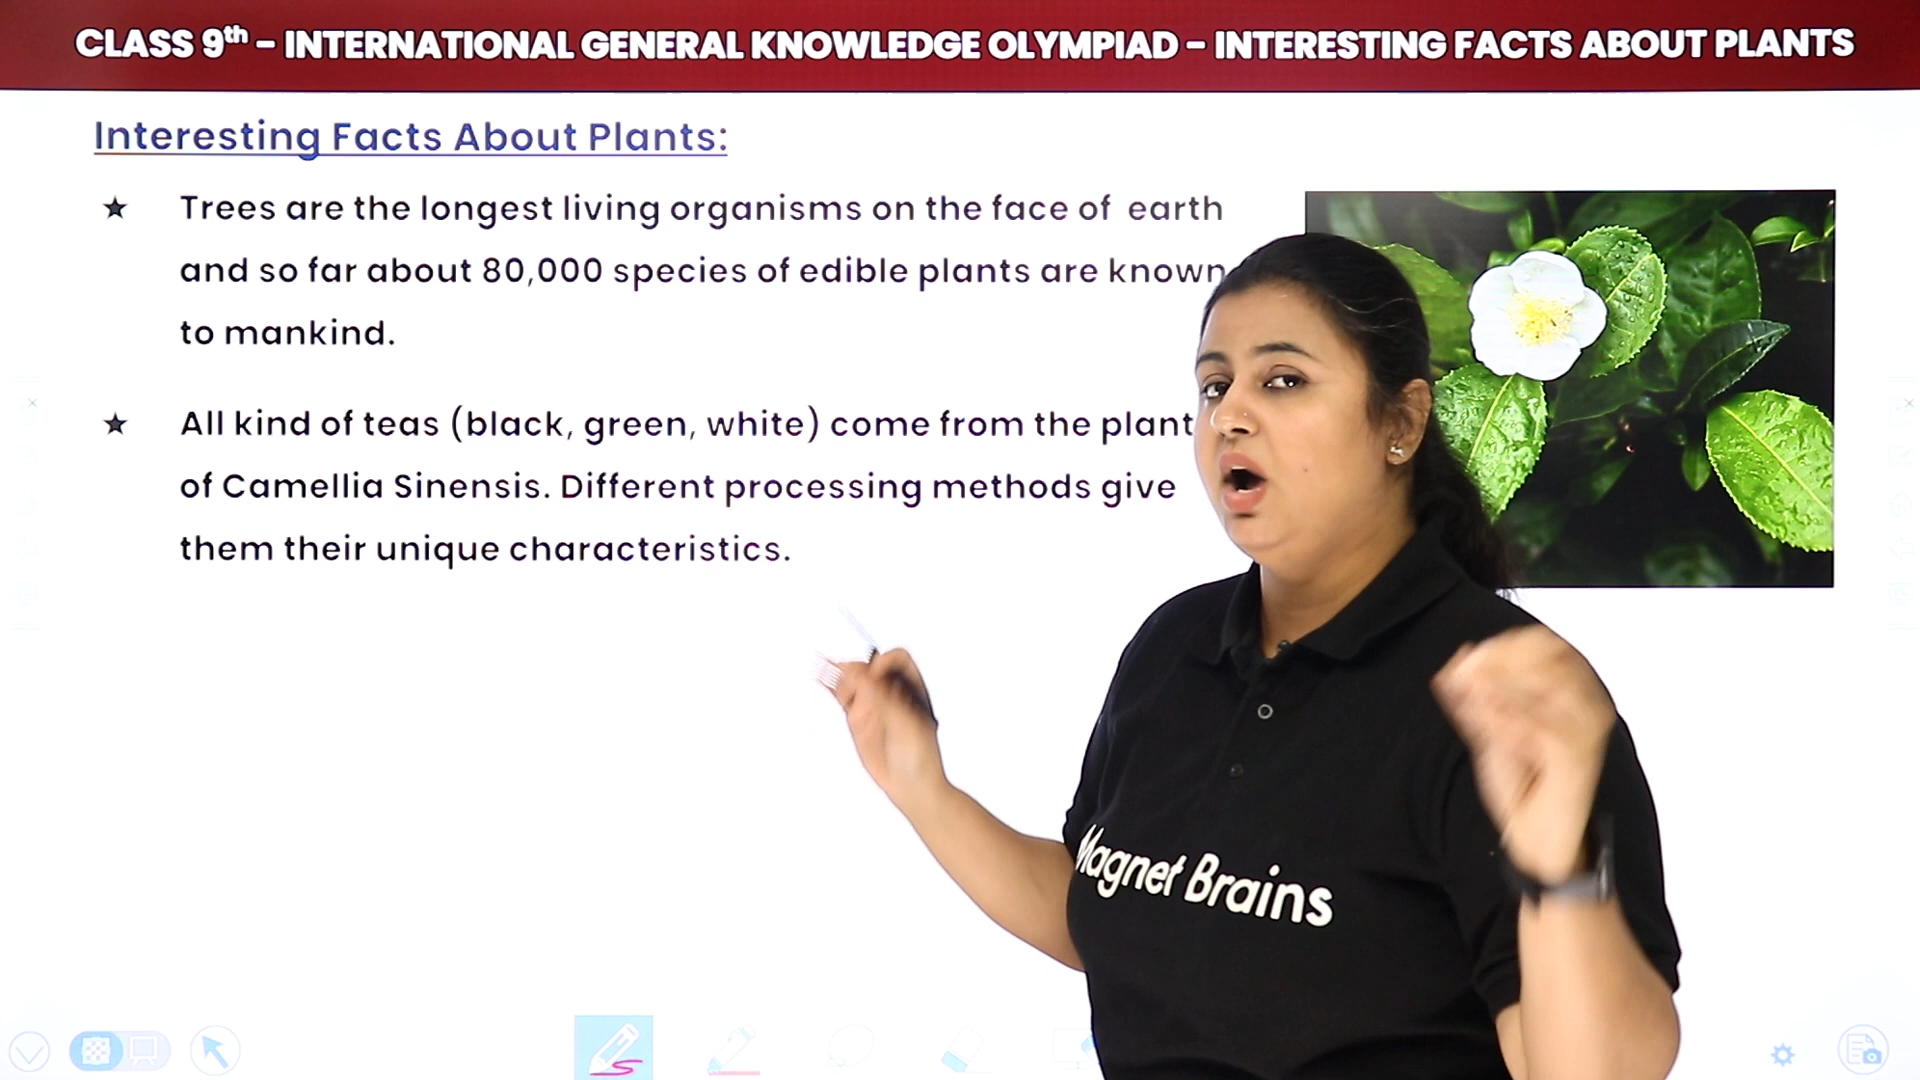 CLASS 9th - INTERNATIONAL GENERAL KNOWLEDGE OLYMPIAD - INTERESTING FACTS ABOUT PLANTS
Interesting Facts About Plants:
★ Trees are the longest living organisms on the face of earth
and so far about 80,000 species of edible plants are known
to mankind.
★ All kind of teas (black, green, white) come from the plant
of Camellia Sinensis. Different processing methods give
them their unique characteristics.
Magnet Brains